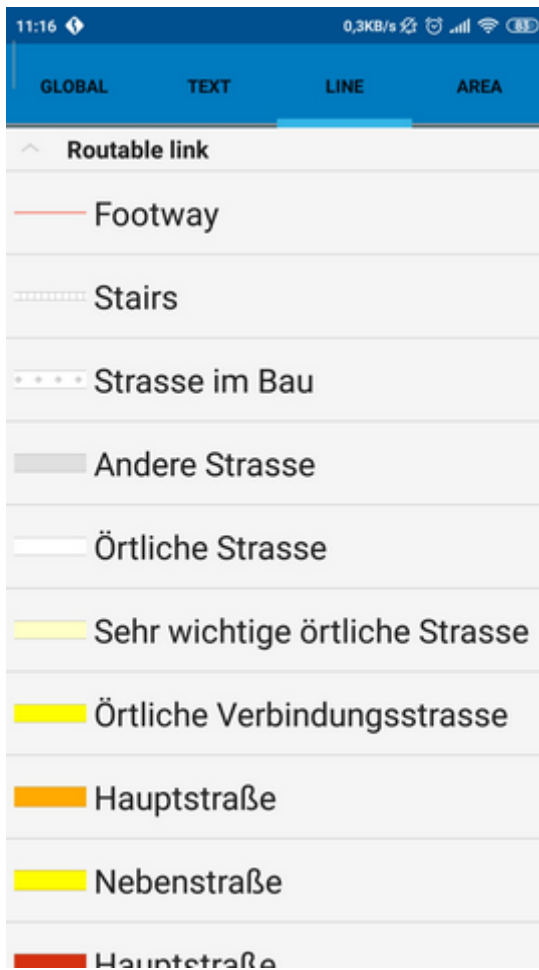 11:16 0,3KB/s 83
GLOBAL TEXT LINE AREA
Routable link
Footway
Stairs
Strasse im Bau
Andere Strasse
Örtliche Strasse
Sehr wichtige örtliche Strasse
Örtliche Verbindungsstrasse
Hauptstraße
Nebenstraße
Hauptstraße